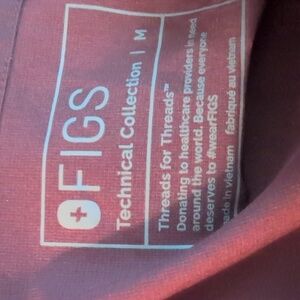 FIGS
Technical Collection | M
Threads for Threads™
Donating to healthcare providers in need
around the world. Because everyone
deserves to #wearFIGS
made in vietnam fabriqué au vietnam